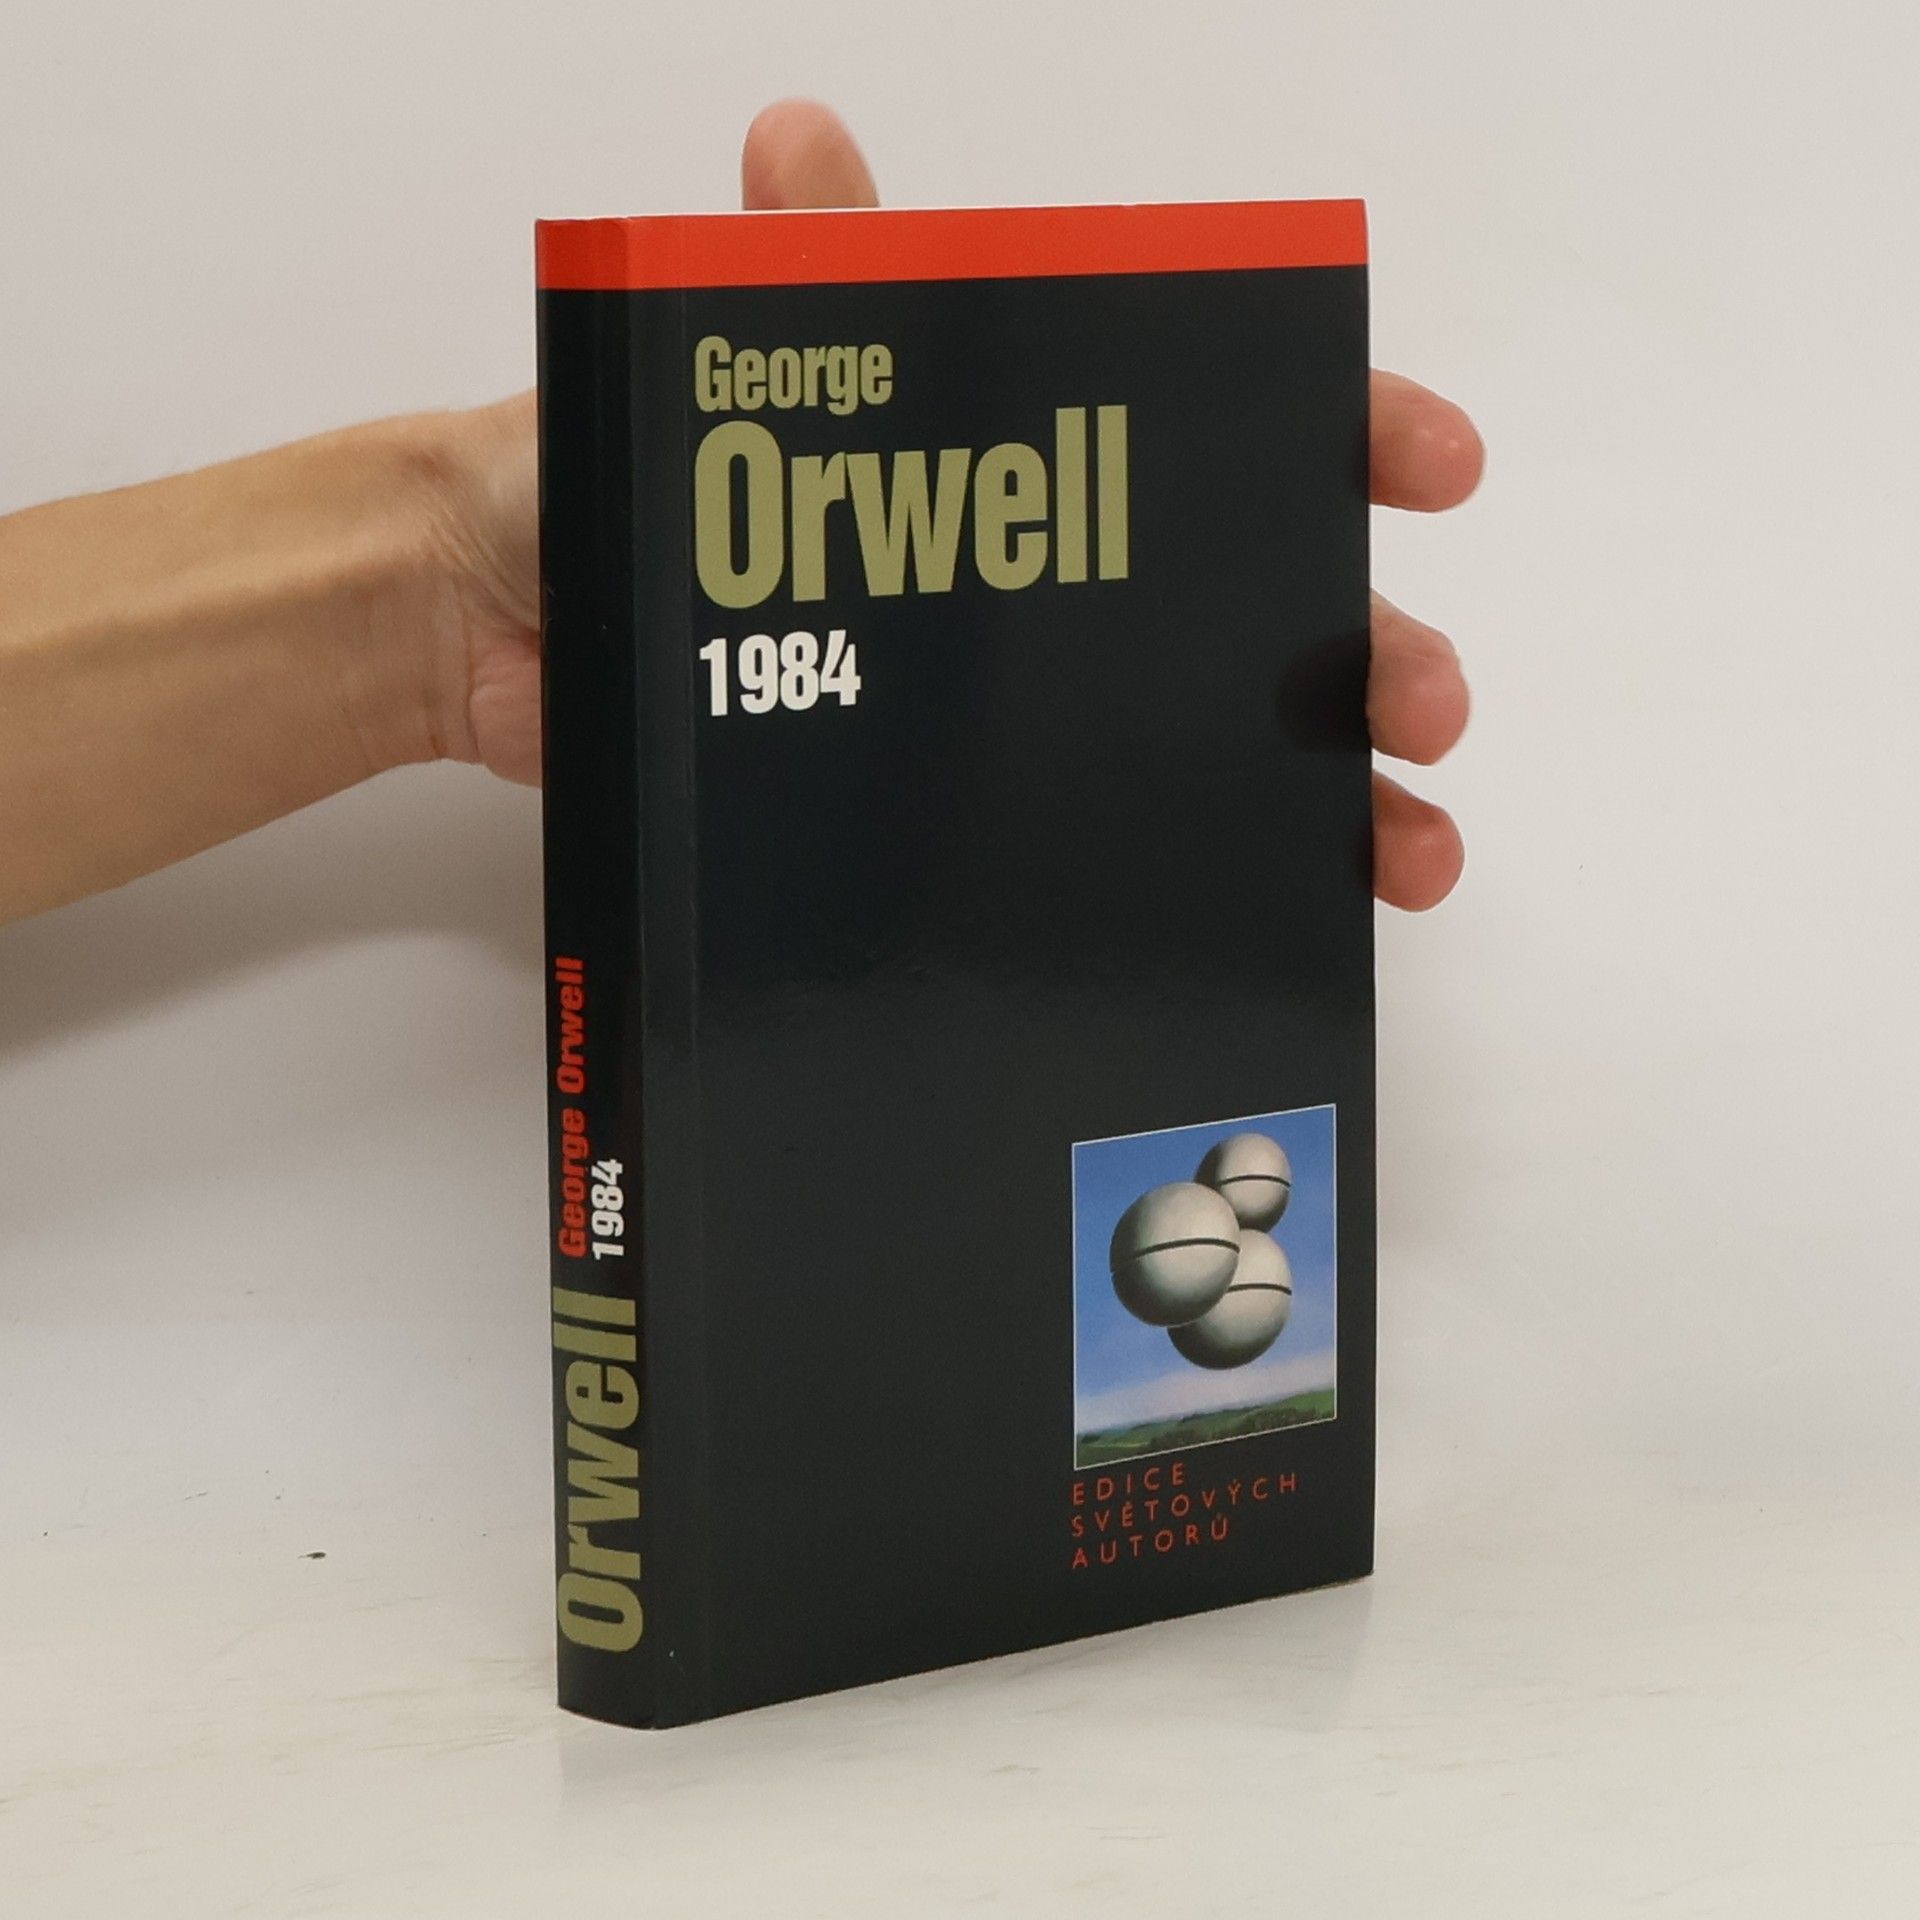 George
Orwell
1984
EDICE
SVĚTOVÝCH
AUTORŮ
Orwell
George Orwell
1984